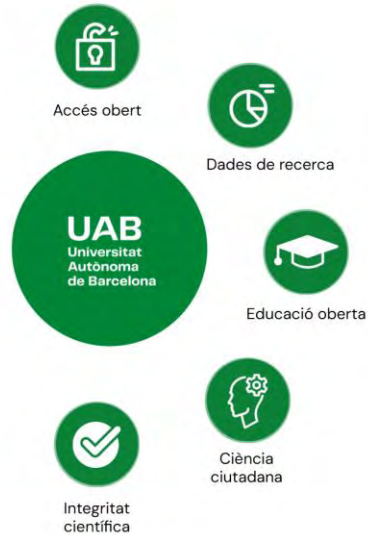 Accés obert
Dades de recerca
UAB
Universitat
Autònoma
de Barcelona
Educació oberta
Ciència
ciutadana
Integritat
científica